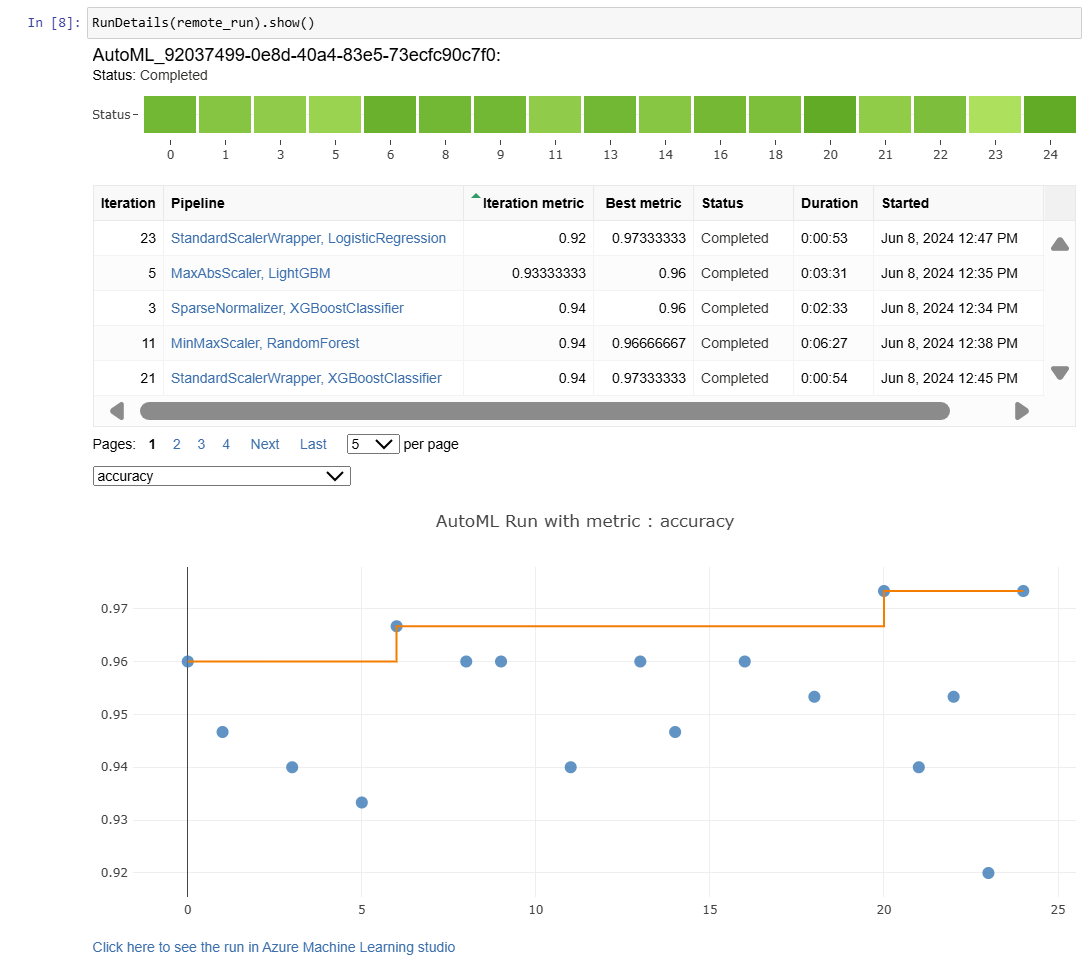 In [8]: RunDetails(remote_run).show()
AutoML_92037499-0e8d-40a4-83e5-73ecfc90c7f0:
Status: Completed
Status
0 1 3 5 6 8 9 11 13 14 16 18 20 21 22 23 24
Iteration Pipeline Iteration metric Best metric Status Duration Started
23 StandardScalerWrapper, LogisticRegression 0.92 0.97333333 Completed 0:00:53 Jun 8, 2024 12:47 PM
5 MaxAbsScaler, LightGBM 0.93333333 0.96 Completed 0:03:31 Jun 8, 2024 12:35 PM
3 SparseNormalizer, XGBoostClassifier 0.94 0.96 Completed 0:02:33 Jun 8, 2024 12:34 PM
11 MinMaxScaler, RandomForest 0.94 0.96666667 Completed 0:06:27 Jun 8, 2024 12:38 PM
21 StandardScalerWrapper, XGBoostClassifier 0.94 0.97333333 Completed 0:00:54 Jun 8, 2024 12:45 PM
Pages: 1 2 3 4 Next Last 5 per page
accuracy
AutoML Run with metric : accuracy
0.97
0.96
0.95
0.94
0.93
0.92
0 5 10 15 20 25
Click here to see the run in Azure Machine Learning studio